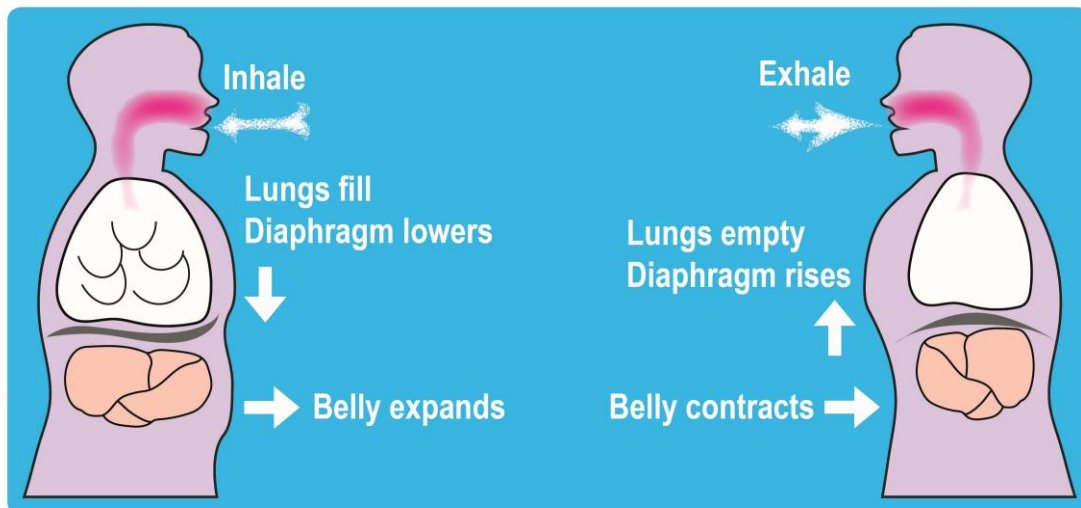 Inhale
Lungs fill
Diaphragm lowers
Belly expands
Exhale
Lungs empty
Diaphragm rises
Belly contracts